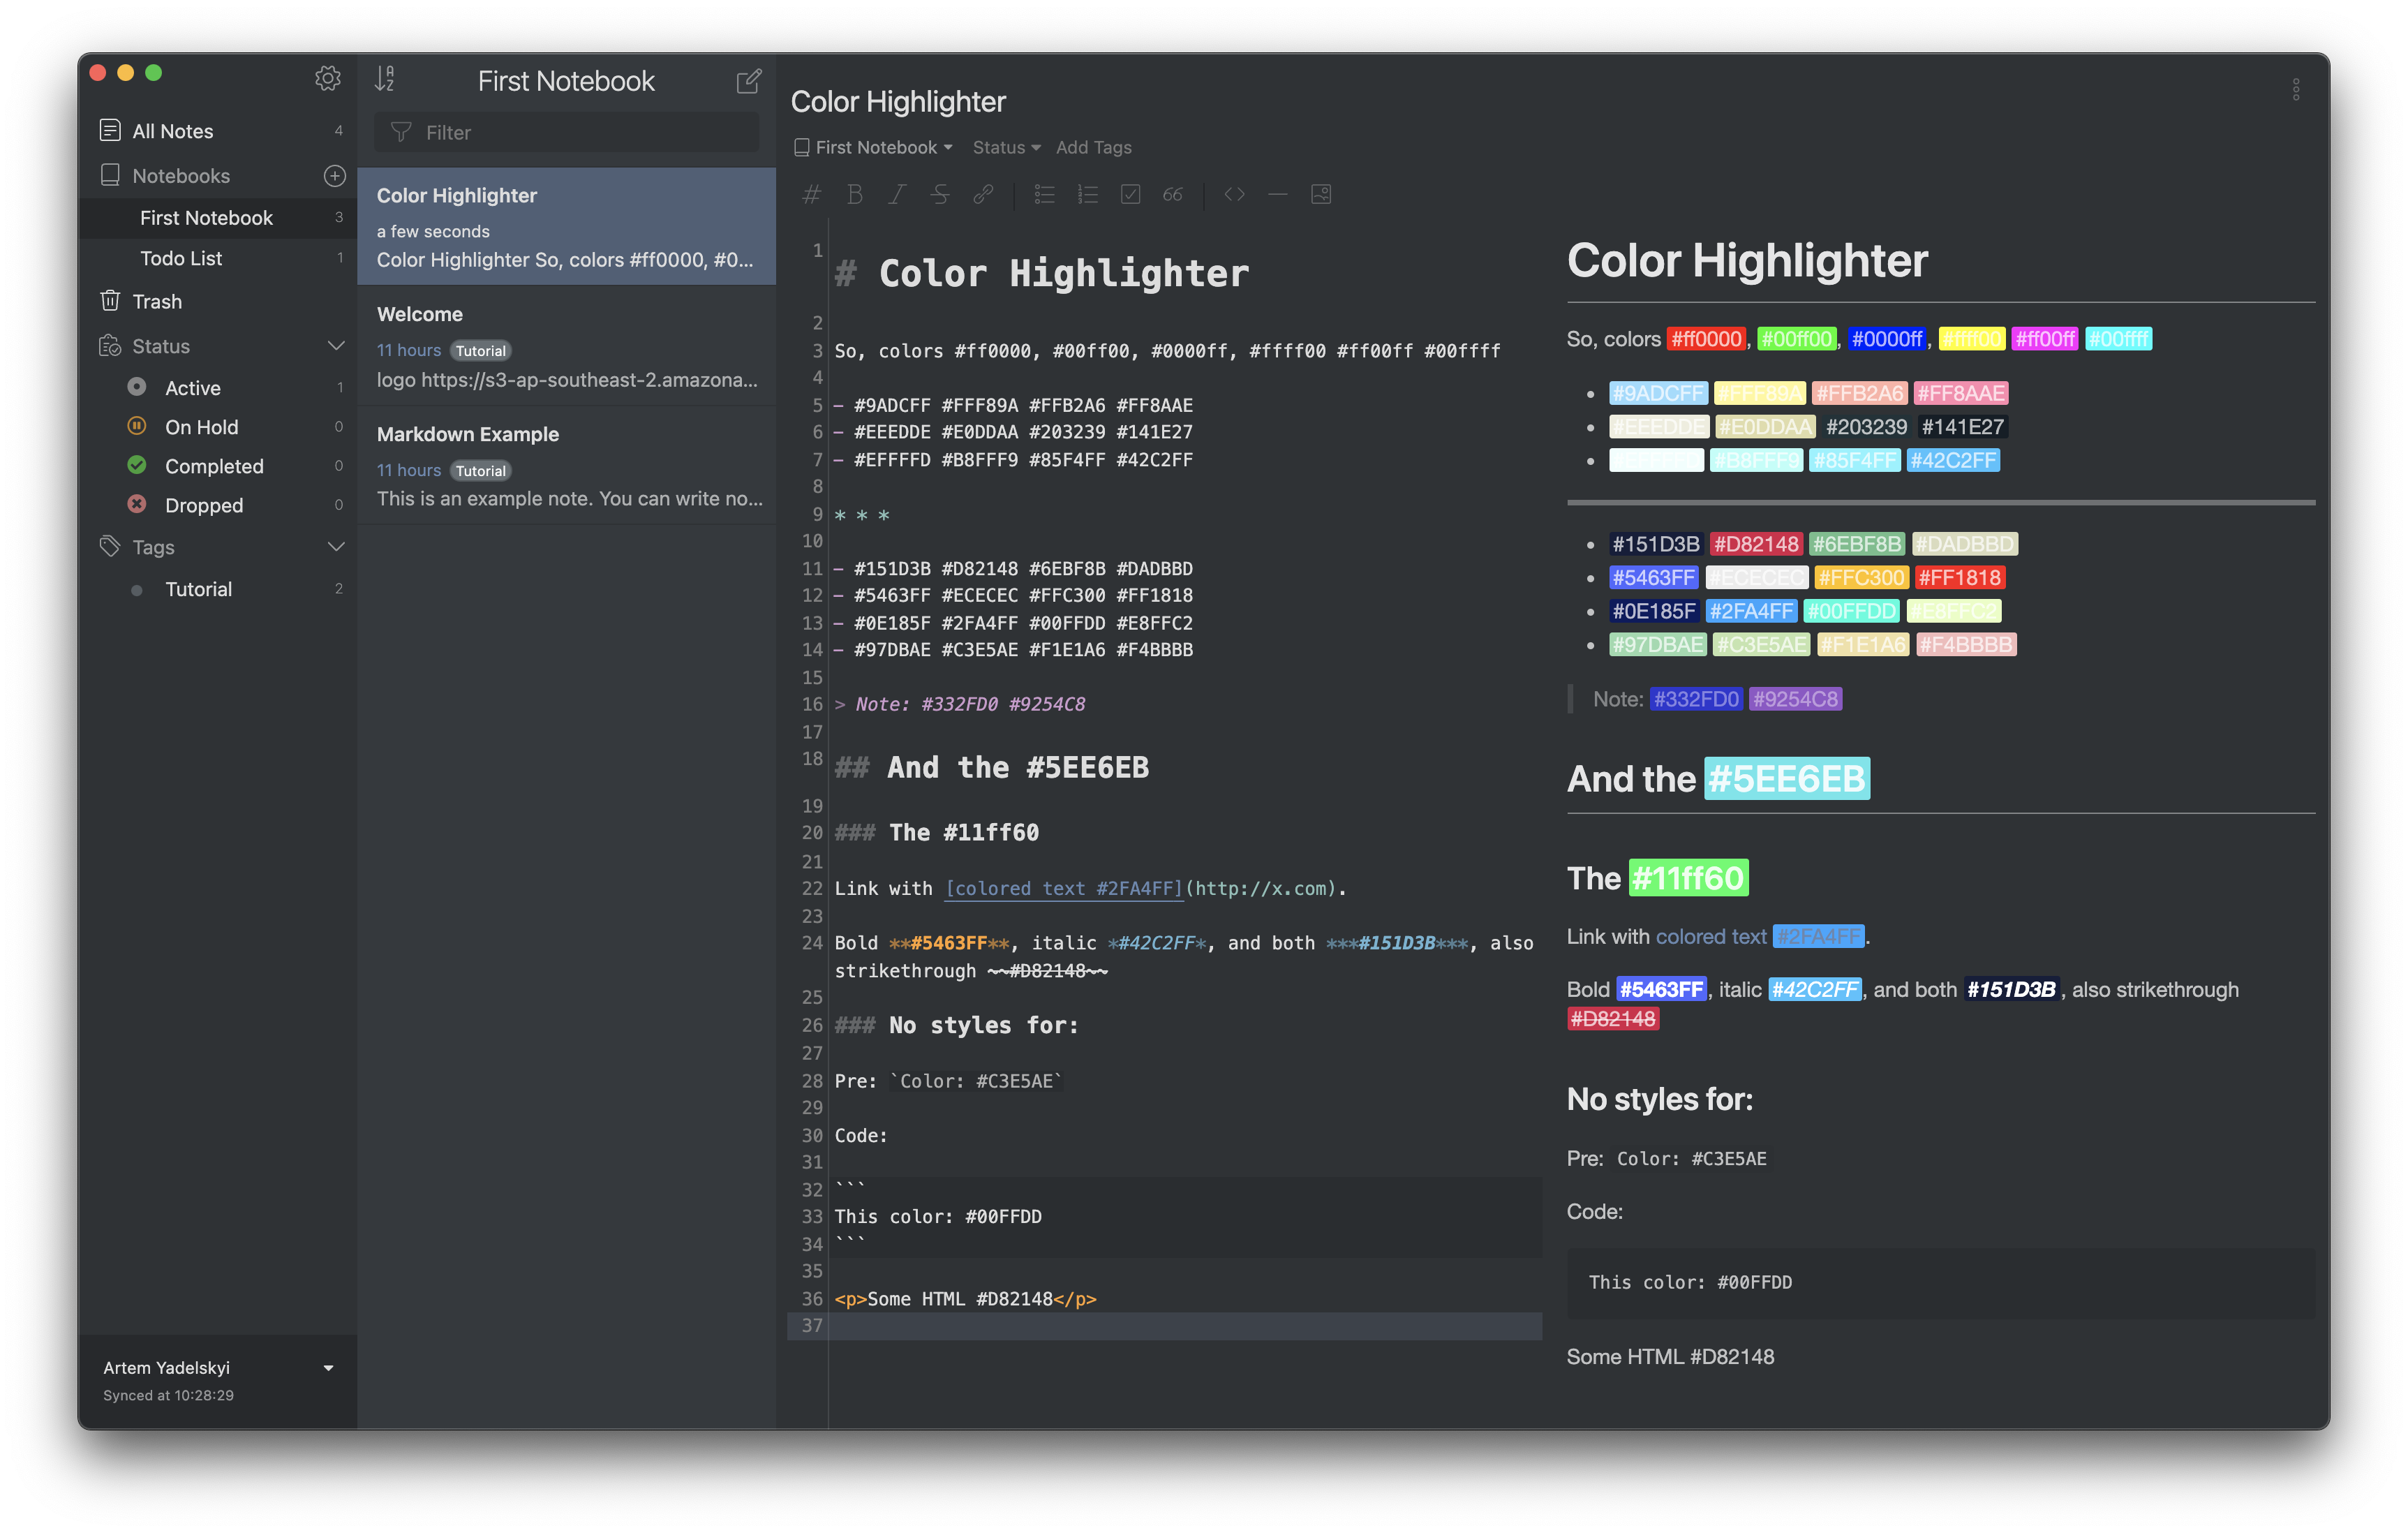 All Notes 4
Notebooks
First Notebook 3
Todo List 1
Trash
Status
Active 1
On Hold 0
Completed 0
Dropped 0
Tags
Tutorial 2
Artem Yadelskyi
Synced at 10:28:29
First Notebook
Filter
Color Highlighter
a few seconds
Color Highlighter So, colors #ff0000, #0...
Welcome
11 hours Tutorial
logo https://s3-ap-southeast-2.amazona...
Markdown Example
11 hours Tutorial
This is an example note. You can write no...
Color Highlighter
First Notebook Status Add Tags
1 # Color Highlighter
2
3 So, colors #ff0000, #00ff00, #0000ff, #ffff00 #ff00ff #00ffff
4
5 - #9ADCFF #FFF89A #FFB2A6 #FF8AAE
6 - #EEEDDE #E0DDAA #203239 #141E27
7 - #EFFFFD #B8FFF9 #85F4FF #42C2FF
8
9 * * *
10
11 - #151D3B #D82148 #6EBF8B #DADBBD
12 - #5463FF #ECECEC #FFC300 #FF1818
13 - #0E185F #2FA4FF #00FFDD #E8FFC2
14 - #97DBAE #C3E5AE #F1E1A6 #F4BBBB
15
16 > Note: #332FD0 #9254C8
17
18 ## And the #5EE6EB
19
20 ### The #11ff60
21
22 Link with [colored text #2FA4FF](http://x.com).
23
24 Bold **#5463FF**, italic *#42C2FF*, and both ***#151D3B***, also
strikethrough ~~#D82148~~
25
26 ### No styles for:
27
28 Pre: `Color: #C3E5AE`
29
30 Code:
31
32 ```
33 This color: #00FFDD
34 ```
35
36 <p>Some HTML #D82148</p>
37
Color Highlighter
So, colors #ff0000, #00ff00, #0000ff, #ffff00 #ff00ff #00ffff
• #9ADCFF #FFF89A #FFB2A6 #FF8AAE
• #EEEDDE #E0DDAA #203239 #141E27
• #EFFFFD #B8FFF9 #85F4FF #42C2FF
• #151D3B #D82148 #6EBF8B #DADBBD
• #5463FF #ECECEC #FFC300 #FF1818
• #0E185F #2FA4FF #00FFDD #E8FFC2
• #97DBAE #C3E5AE #F1E1A6 #F4BBBB
Note: #332FD0 #9254C8
And the #5EE6EB
The #11ff60
Link with colored text #2FA4FF.
Bold #5463FF, italic #42C2FF, and both #151D3B, also strikethrough
#D82148
No styles for:
Pre: Color: #C3E5AE
Code:
This color: #00FFDD
Some HTML #D82148